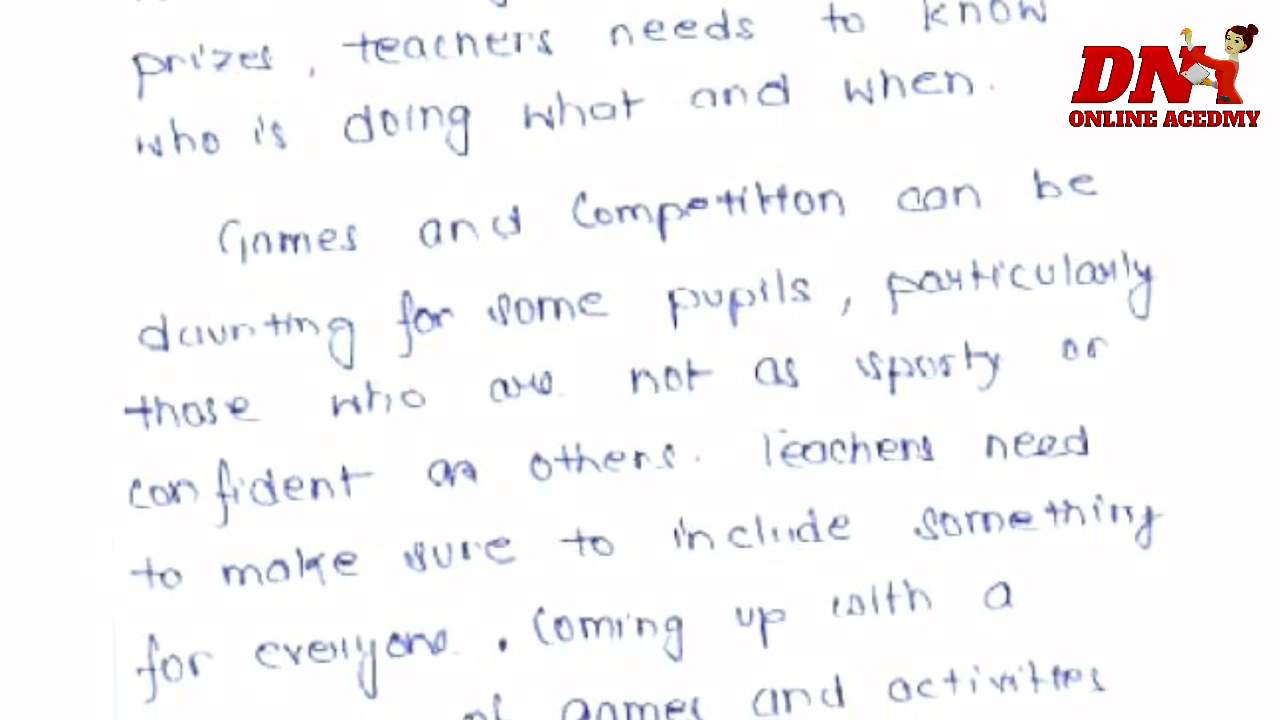 prizes, teachers needs to know
who is doing what and when.
Games and Competition can be
daunting for some pupils, particularly
those who are not as sporty or
confident as others. Teachers need
to make sure to include something
for everyone. Coming up with a
of games and activities
DN
ONLINE ACEDMY